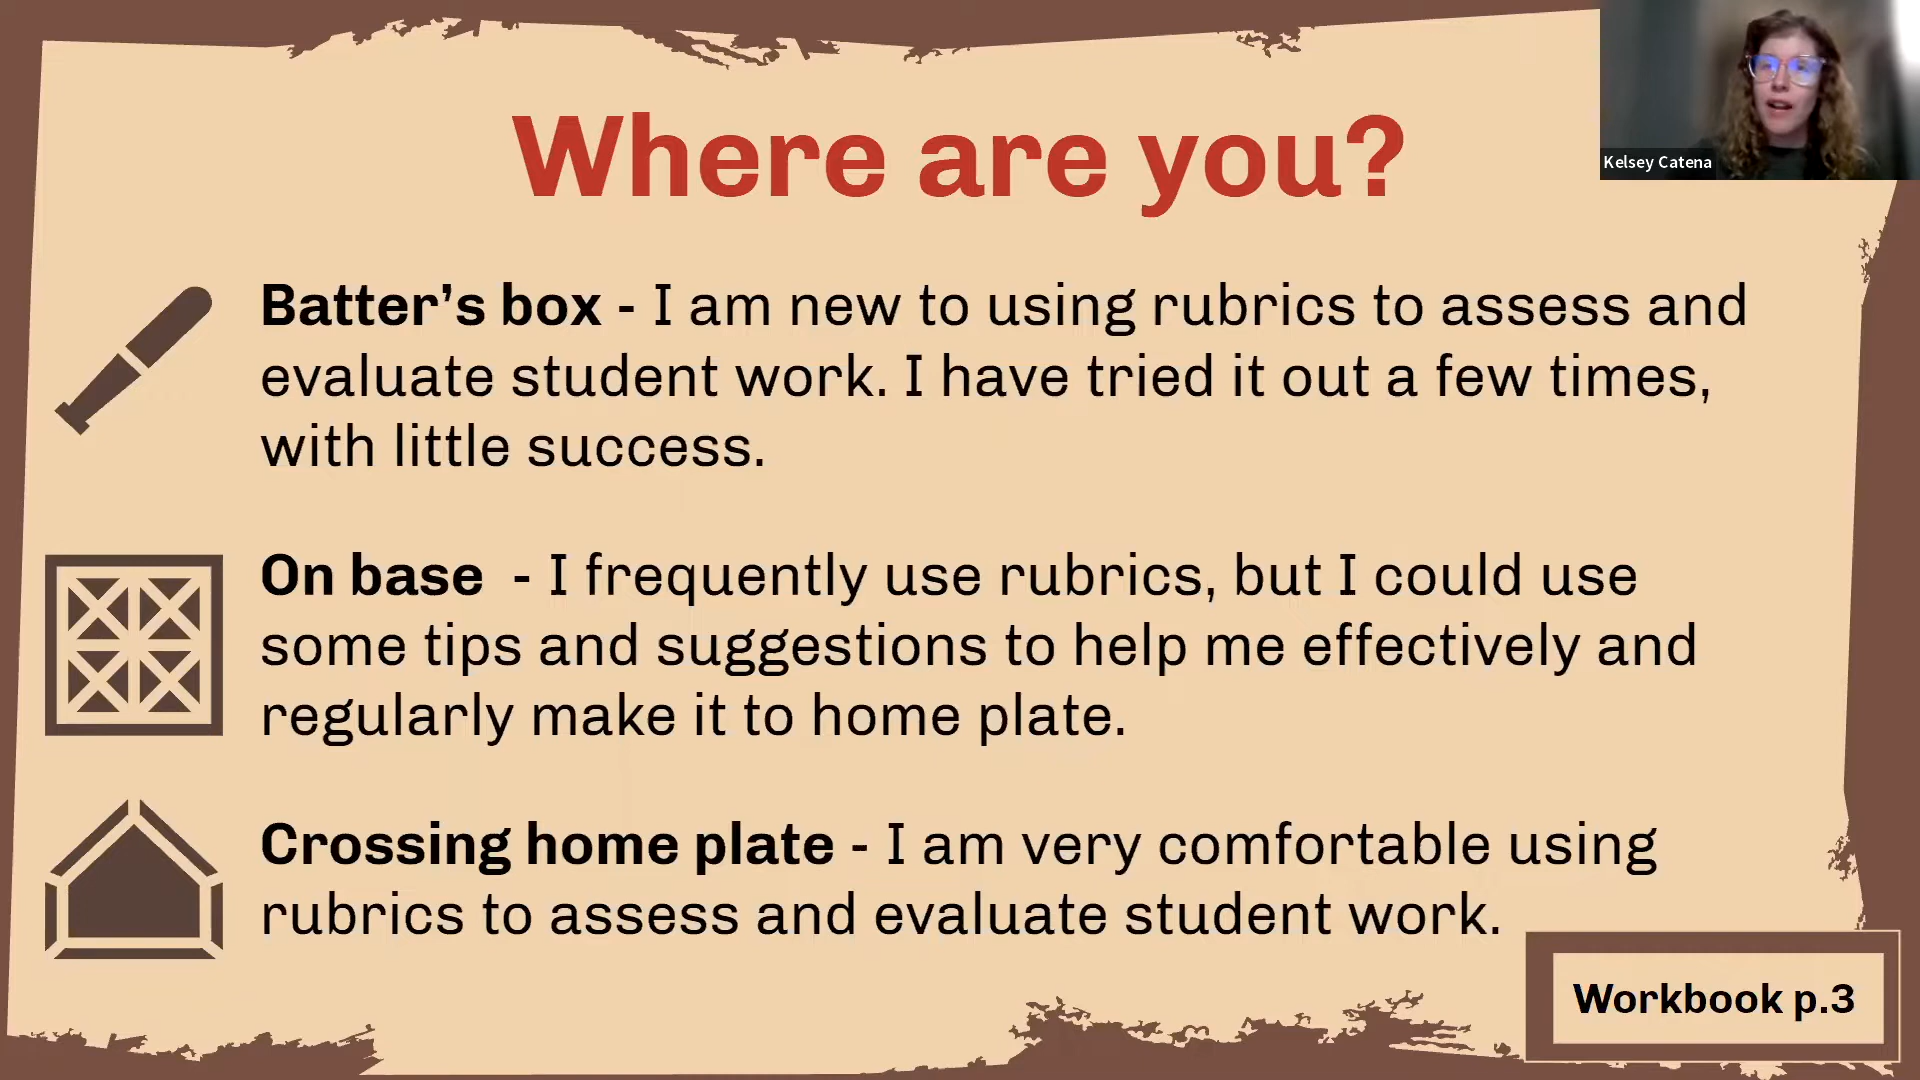 Where are you?
Kelsey Catena
Batter’s box - I am new to using rubrics to assess and
evaluate student work. I have tried it out a few times,
with little success.
On base - I frequently use rubrics, but I could use
some tips and suggestions to help me effectively and
regularly make it to home plate.
Crossing home plate - I am very comfortable using
rubrics to assess and evaluate student work.
Workbook p.3